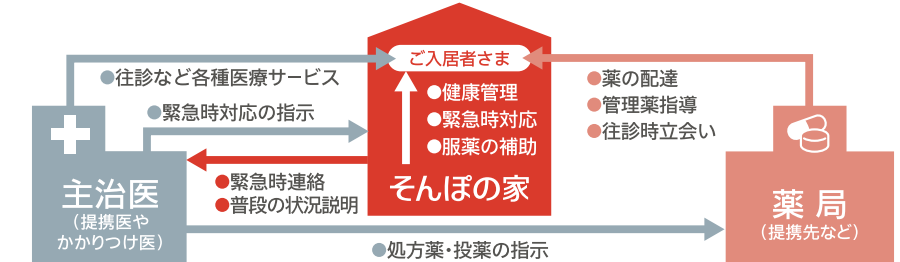 ご入居者さま
●往診など各種医療サービス
●緊急時対応の指示
●健康管理
●緊急時対応
●服薬の補助
そんぽの家
●薬の配達
●管理薬指導
●往診時立会い
主治医
（提携医や
かかりつけ医）
●緊急時連絡
●普段の状況説明
薬局
（提携先など）
●処方薬・投薬の指示